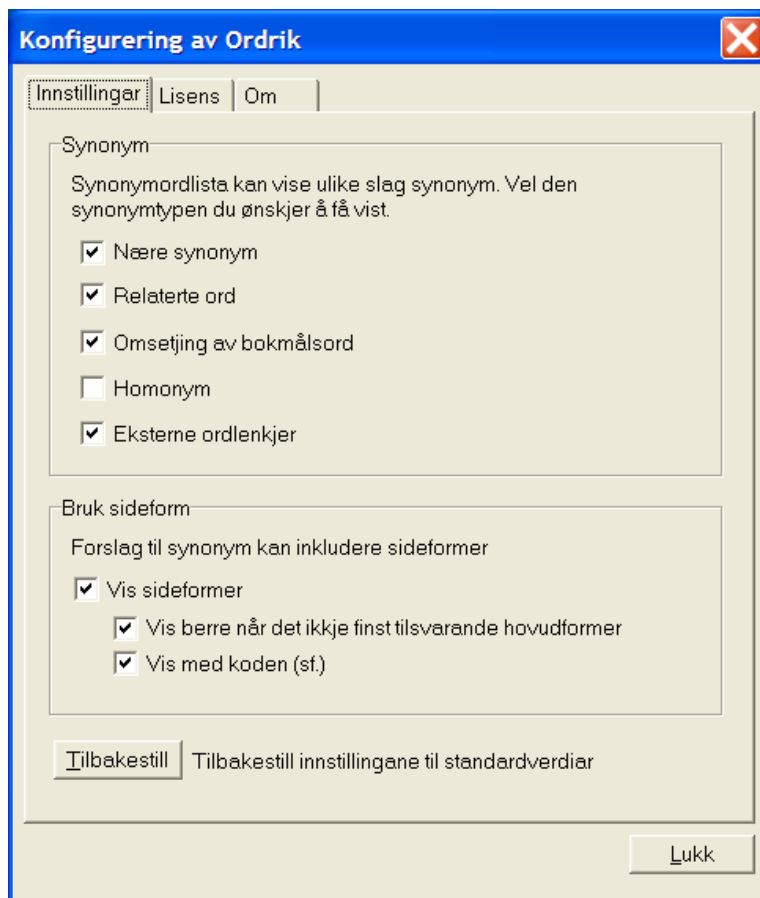 Konfigurering av Ordrik
Innstillingar Lisens Om
Synonym
Synonymordlista kan vise ulike slag synonym. Vel den
synonymtypen du ønskjer å få vist.
Nære synonym
Relaterte ord
Omsetjing av bokmålsord
Homonym
Eksterne ordlenkjer
Bruk sideform
Forslag til synonym kan inkludere sideformer
Vis sideformer
Vis berre når det ikkje finst tilsvarande hovudformer
Vis med koden (sf.)
Tilbakestill Tilbakestill innstillingane til standardverdiar
Lukk